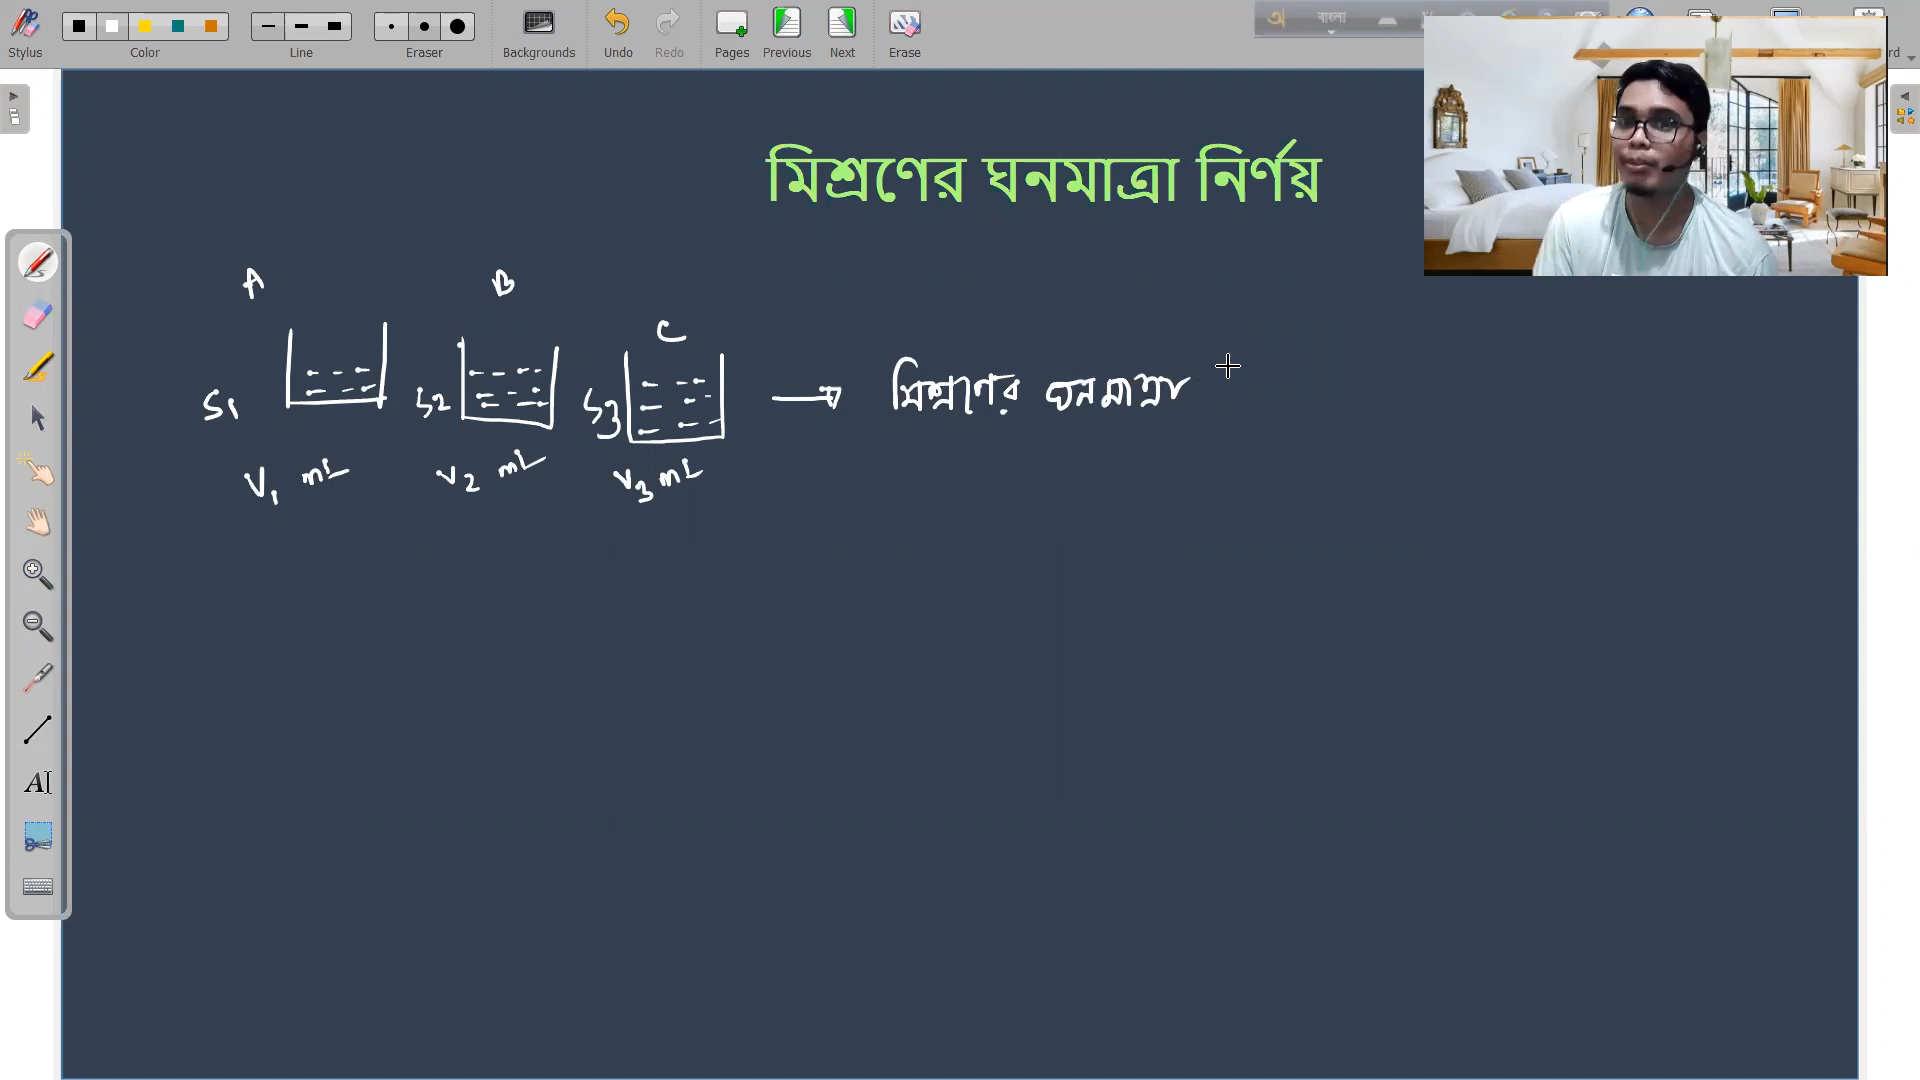 Stylus Color Line Eraser Backgrounds Undo Redo Pages Previous Next Erase
অ বাংলা
মিশ্রণের ঘনমাত্রা নির্ণয়
A B
C
S1 S2 S3 মিশ্রণের ঘনমাত্রা
V1 mL V2 mL V3 mL
AI